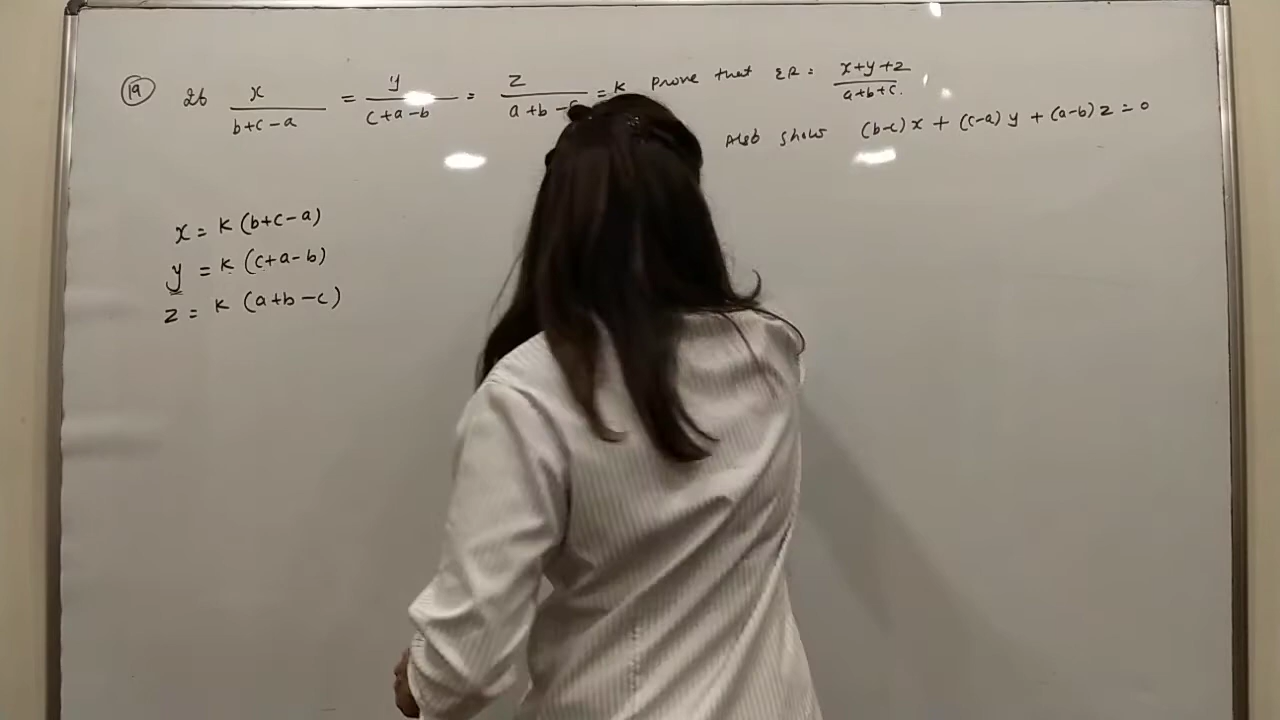 19 If x/(b+c-a) = y/(c+a-b) = z/(a+b-c) = k prove that ER = x+y+z/a+b+c.
Also show (b-c)x + (c-a)y + (a-b)z = 0
x = k (b+c-a)
y = k (c+a-b)
z = k (a+b-c)